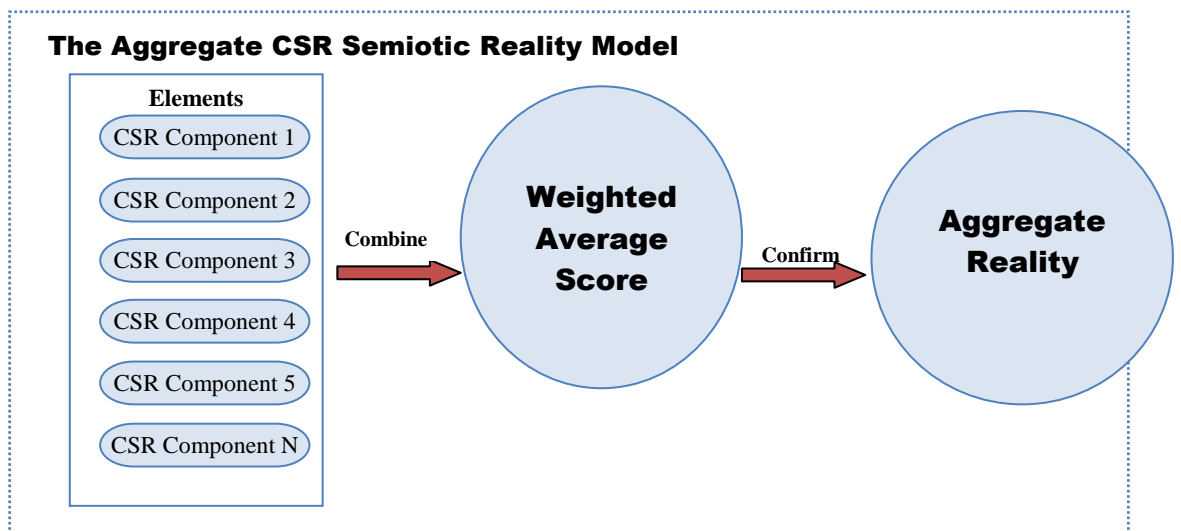 The Aggregate CSR Semiotic Reality Model
Elements
CSR Component 1
CSR Component 2
CSR Component 3
CSR Component 4
CSR Component 5
CSR Component N
Combine
Weighted
Average
Score
Confirm
Aggregate
Reality